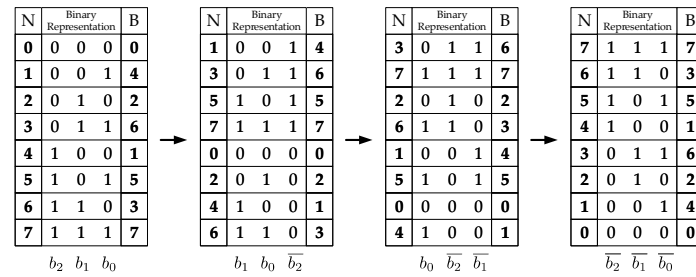 N Binary Representation B N Binary Representation B N Binary Representation B N Binary Representation B
0 0 0 0 0 1 0 0 1 4 3 0 1 1 6 7 1 1 1 7
1 0 0 1 4 3 0 1 1 6 7 1 1 1 7 6 1 1 0 3
2 0 1 0 2 5 1 0 1 5 2 0 1 0 2 5 1 0 1 5
3 0 1 1 6 7 1 1 1 7 6 1 1 0 3 4 1 0 0 1
4 1 0 0 1 0 0 0 0 0 1 0 0 1 4 3 0 1 1 6
5 1 0 1 5 2 0 1 0 2 5 1 0 1 5 2 0 1 0 2
6 1 1 0 3 4 1 0 0 1 0 0 0 0 0 1 0 0 1 4
7 1 1 1 7 6 1 1 0 3 4 1 0 0 1 0 0 0 0 0
b₂ b₁ b₀ b₁ b₀ b̅₂ b₀ b̅₂ b̅₁ b̅₂ b̅₁ b̅₀